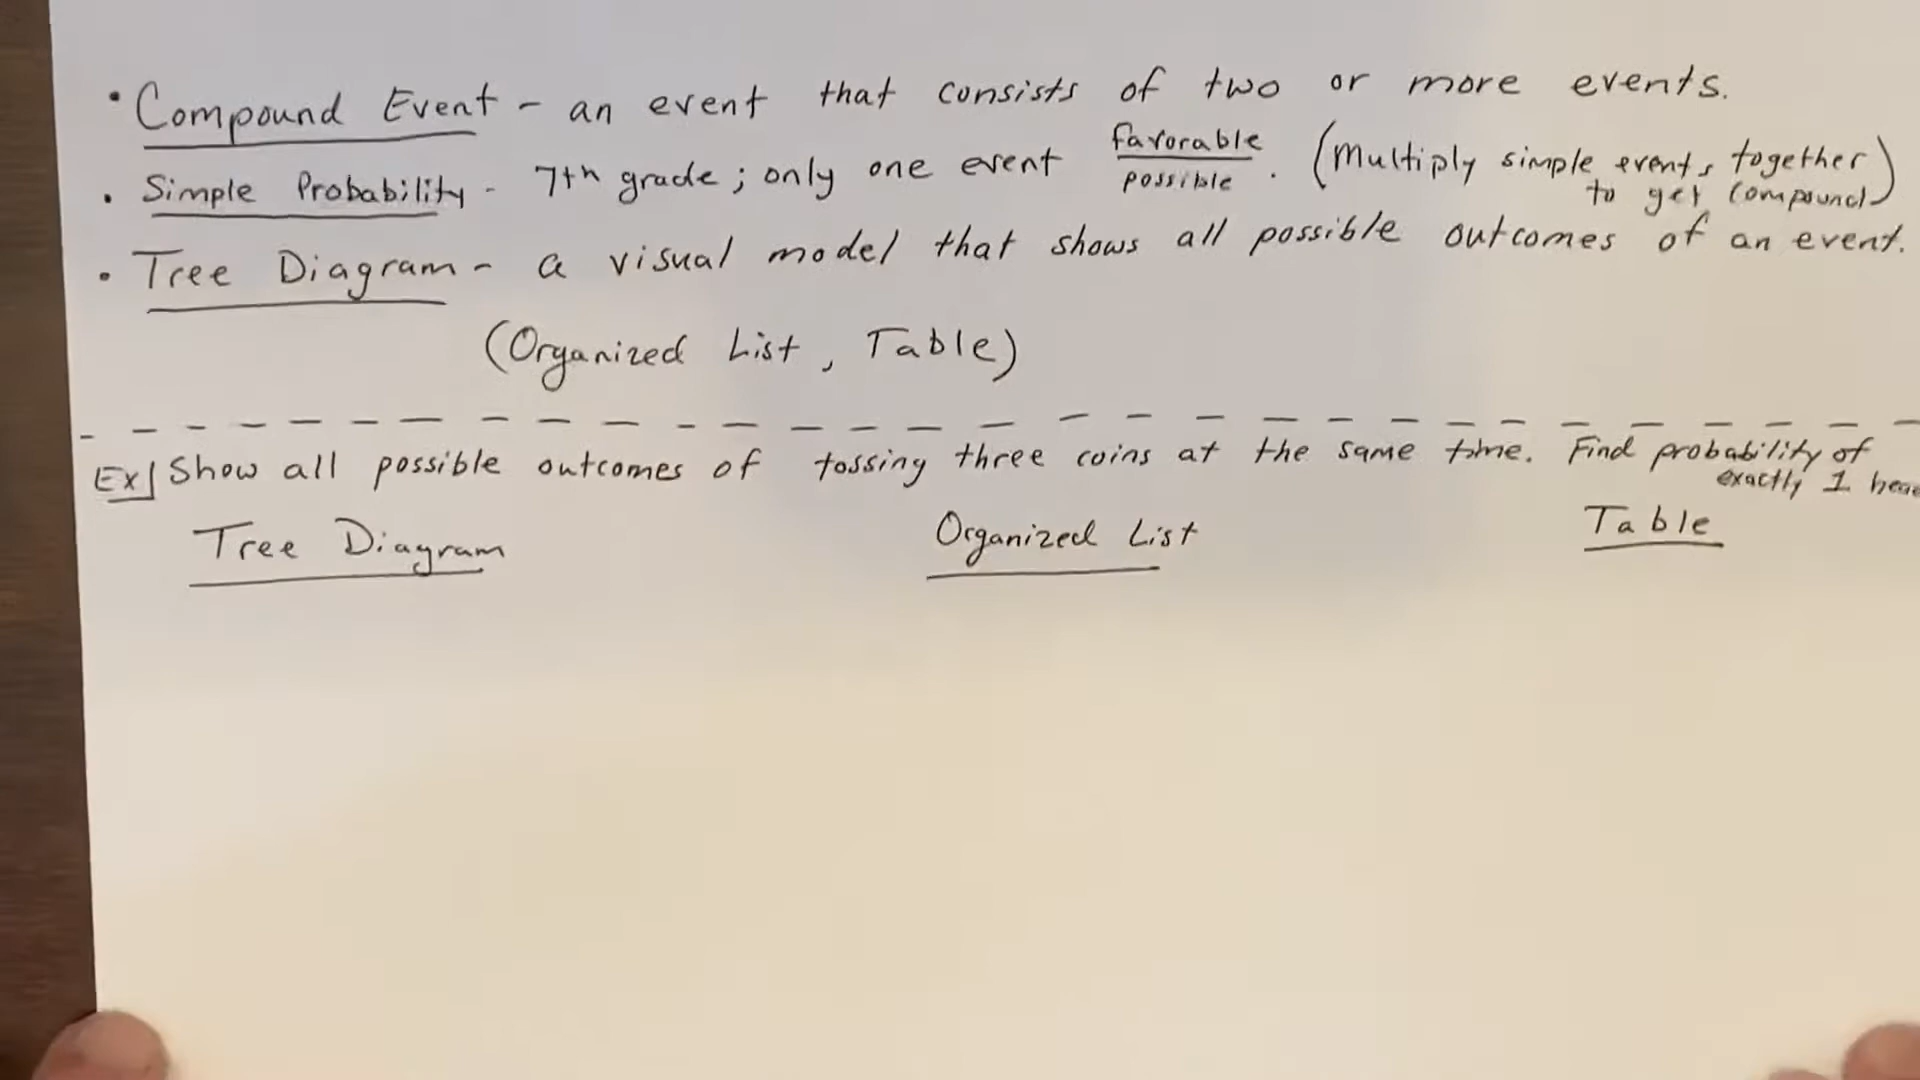 • Compound Event - an event that consists of two or more events.
• Simple Probability - 7th grade; only one event favorable/possible. (Multiply simple events together
to get compound)
• Tree Diagram - a visual model that shows all possible outcomes of an event.
(Organized List, Table)
Ex| Show all possible outcomes of tossing three coins at the same time. Find probability of
exactly 1
Tree Diagram Organized List Table